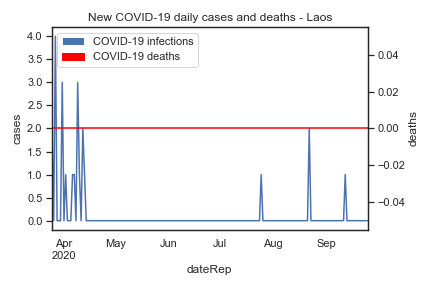 New COVID-19 daily cases and deaths - Laos
COVID-19 infections
COVID-19 deaths
4.0
3.5
3.0
2.5
2.0
1.5
1.0
0.5
0.0
cases
0.04
0.02
0.00
−0.02
−0.04
deaths
Apr May Jun Jul Aug Sep
2020
dateRep